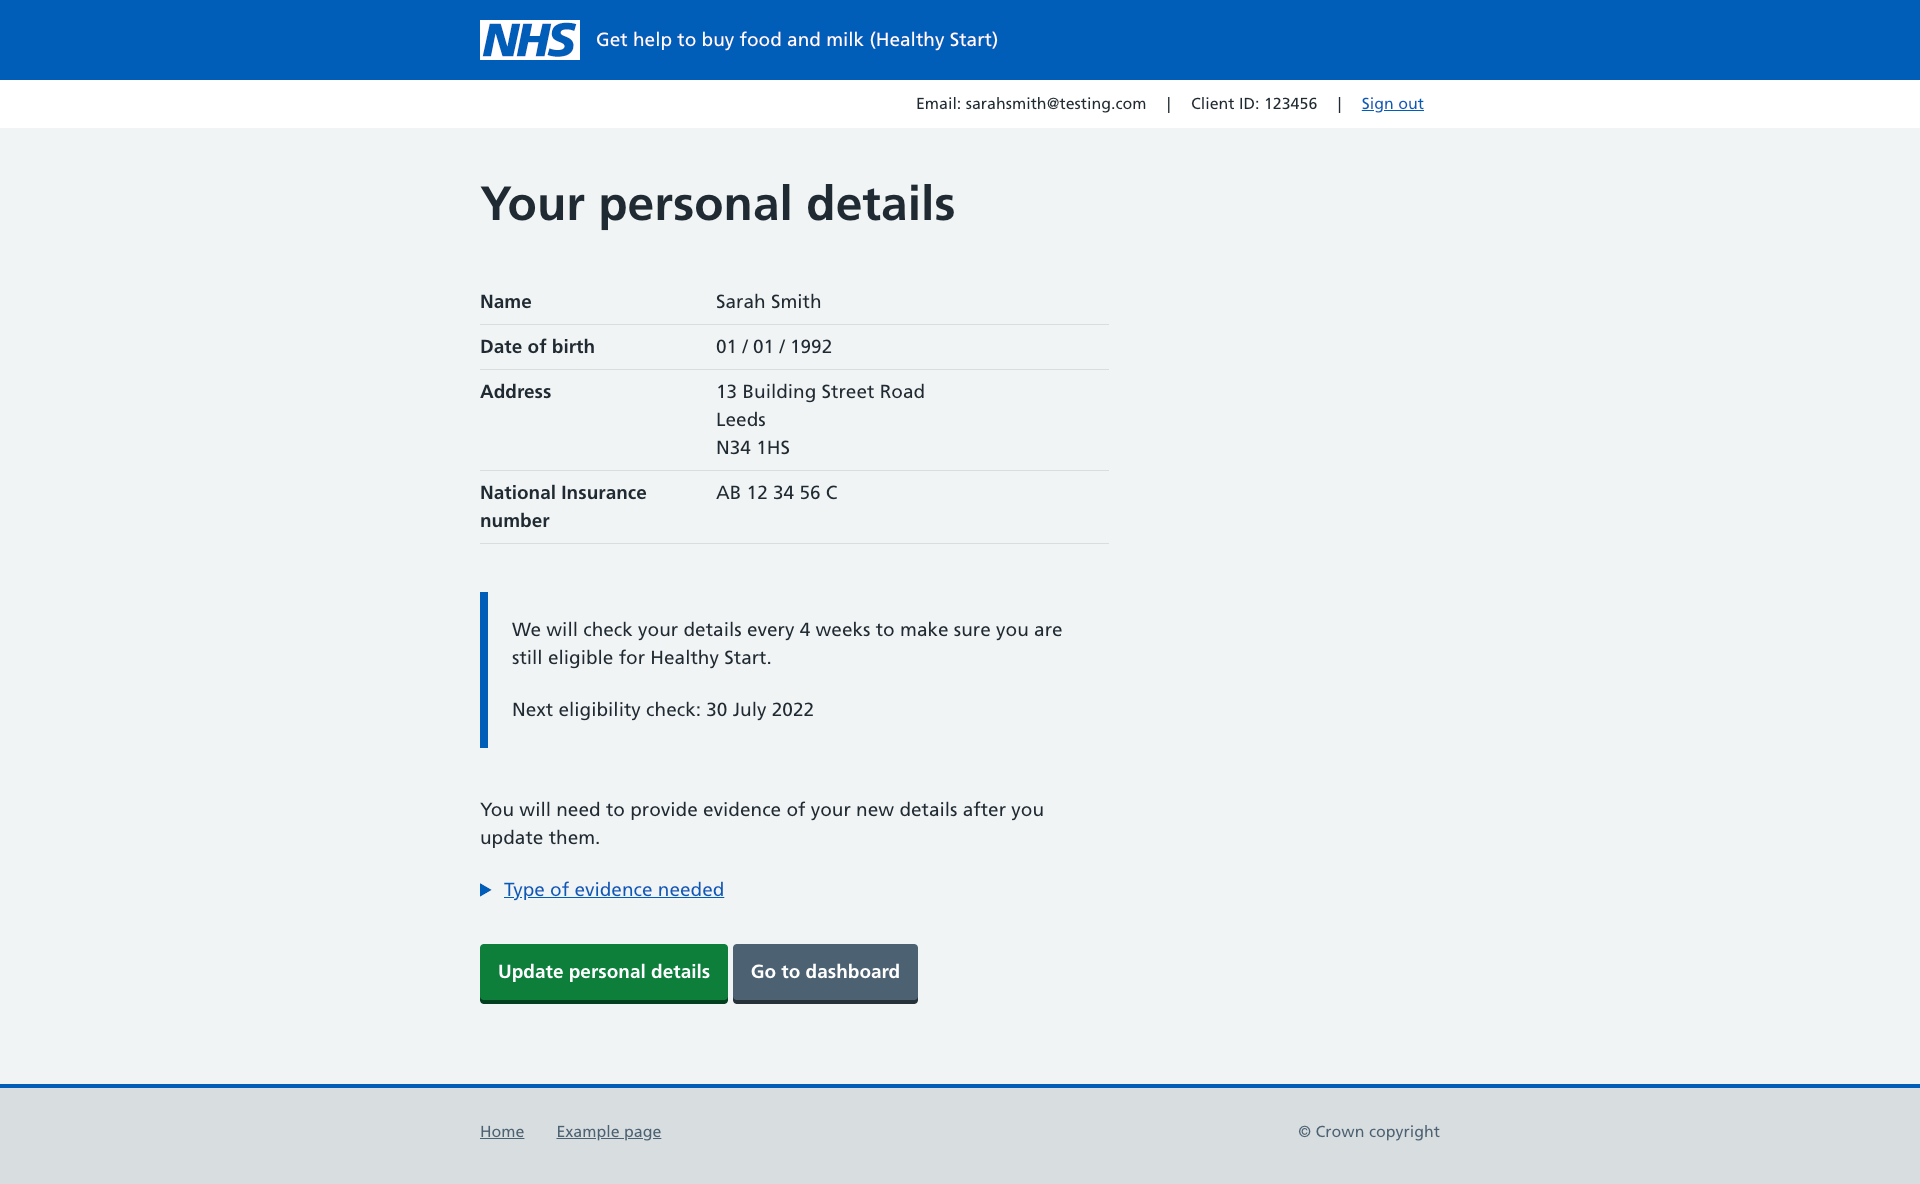 NHS Get help to buy food and milk (Healthy Start)
Email: sarahsmith@testing.com | Client ID: 123456 | Sign out
Your personal details
Name Sarah Smith
Date of birth 01 / 01 / 1992
Address 13 Building Street Road
Leeds
N34 1HS
National Insurance AB 12 34 56 C
number
We will check your details every 4 weeks to make sure you are
still eligible for Healthy Start.
Next eligibility check: 30 July 2022
You will need to provide evidence of your new details after you
update them.
Type of evidence needed
Update personal details Go to dashboard
Home Example page © Crown copyright